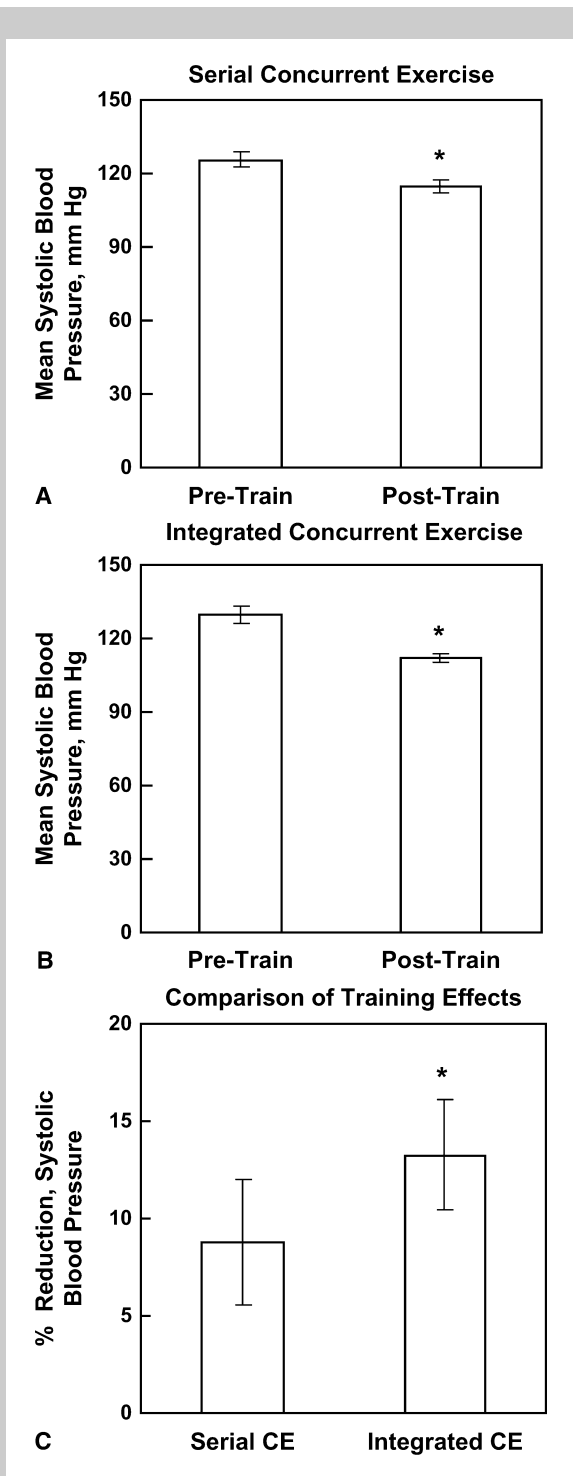 Serial Concurrent Exercise
150
120
90
60
30
0
Mean Systolic Blood
Pressure, mm Hg
*
A
Pre-Train Post-Train
Integrated Concurrent Exercise
150
120
90
60
30
0
Mean Systolic Blood
Pressure, mm Hg
*
B
Pre-Train Post-Train
Comparison of Training Effects
20
15
10
5
0
% Reduction, Systolic
Blood Pressure
*
C
Serial CE Integrated CE